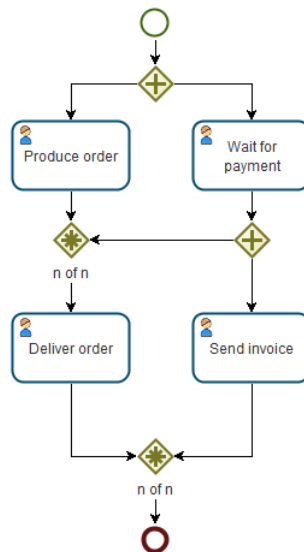 Produce order
Wait for
payment
n of n
Deliver order
Send invoice
n of n